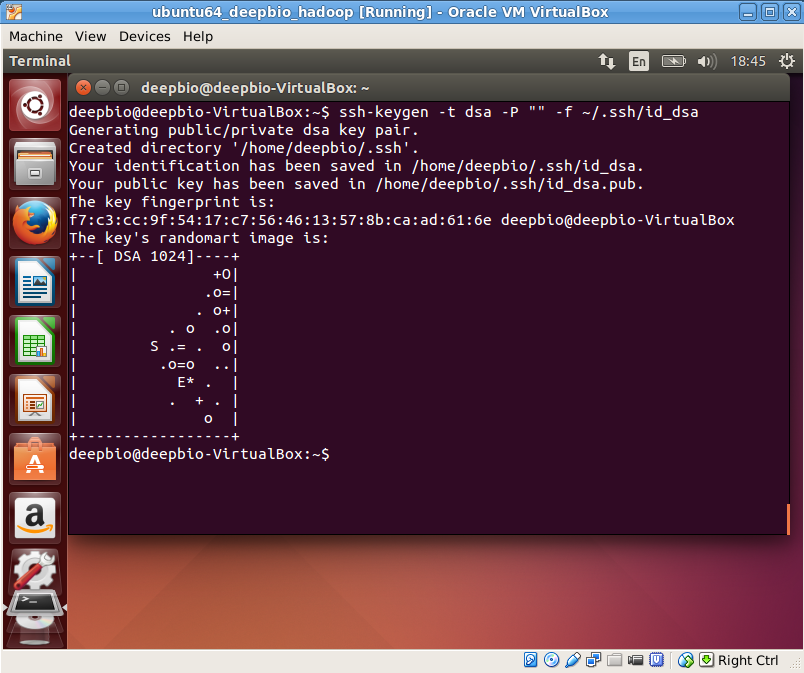 ubuntu64_deepbio_hadoop [Running] - Oracle VM VirtualBox
Machine View Devices Help
Terminal En 18:45
deepbio@deepbio-VirtualBox: ~
deepbio@deepbio-VirtualBox:~$ ssh-keygen -t dsa -P "" -f ~/.ssh/id_dsa
Generating public/private dsa key pair.
Created directory '/home/deepbio/.ssh'.
Your identification has been saved in /home/deepbio/.ssh/id_dsa.
Your public key has been saved in /home/deepbio/.ssh/id_dsa.pub.
The key fingerprint is:
f7:c3:cc:9f:54:17:c7:56:46:13:57:8b:ca:ad:61:6e deepbio@deepbio-VirtualBox
The key's randomart image is:
+--[ DSA 1024]----+
|               +O|
|              .o=|
|             . o+|
|          . o  .o|
|        S .= .  o|
|         .o=o  ..|
|           E* .  |
|          .  + . |
|              o  |
+-----------------+
deepbio@deepbio-VirtualBox:~$
a
Right Ctrl